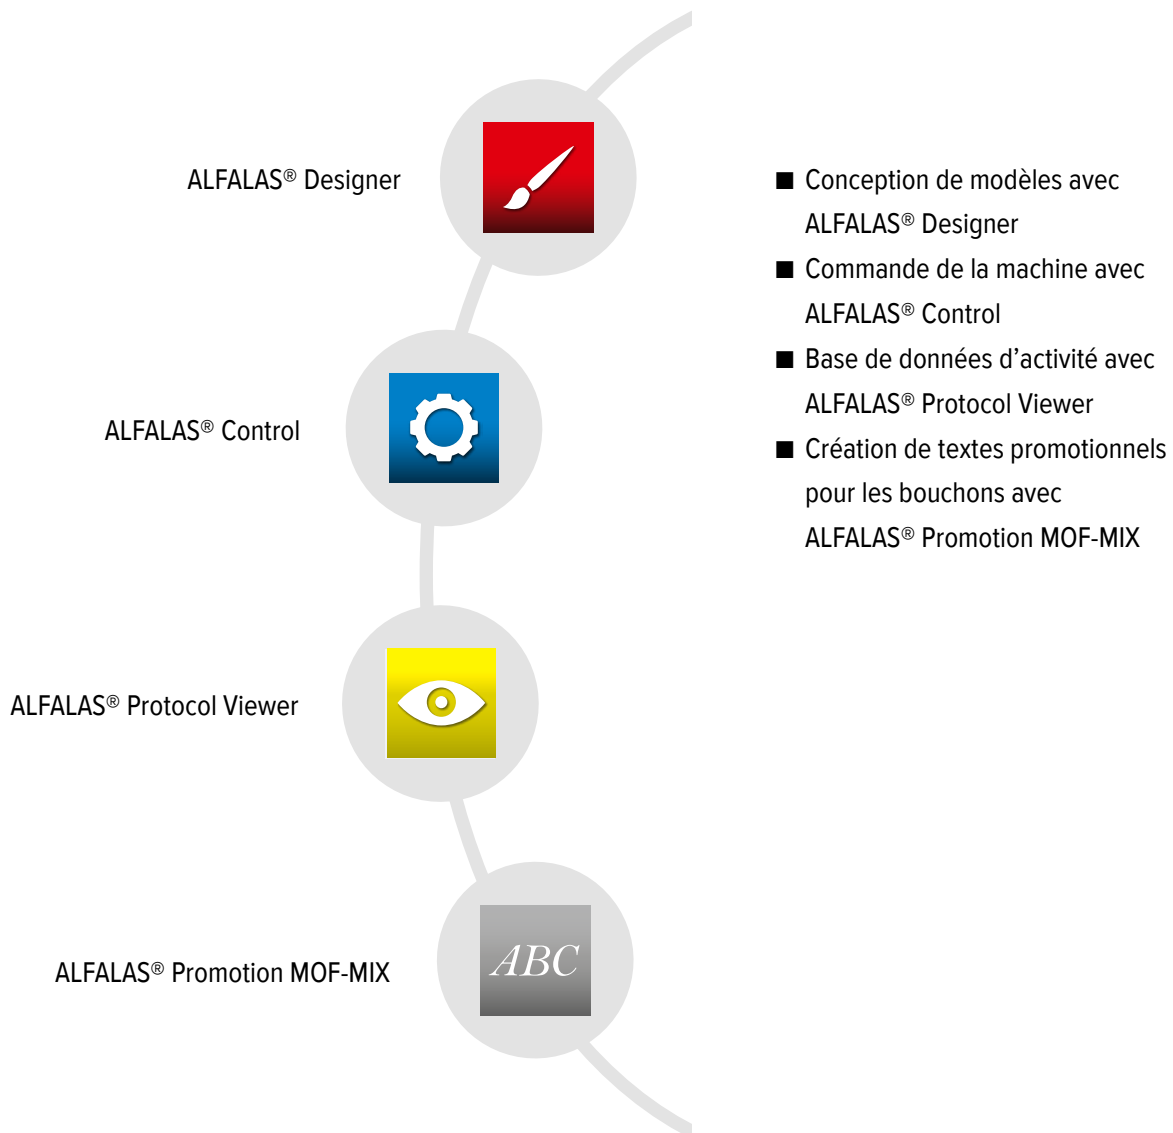 ALFALAS® Designer
ALFALAS® Control
ALFALAS® Protocol Viewer
ABC
ALFALAS® Promotion MOF-MIX
■ Conception de modèles avec
ALFALAS® Designer
■ Commande de la machine avec
ALFALAS® Control
■ Base de données d’activité avec
ALFALAS® Protocol Viewer
■ Création de textes promotionnels
pour les bouchons avec
ALFALAS® Promotion MOF-MIX